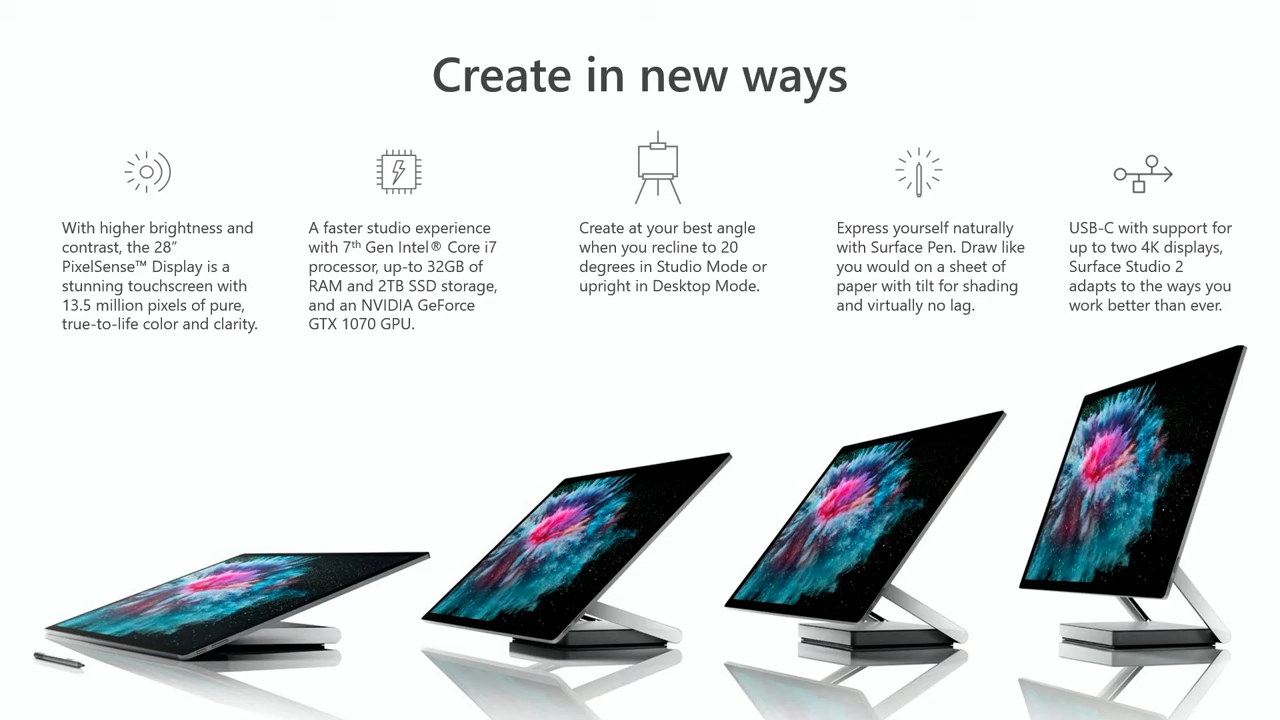 Create in new ways
With higher brightness and
contrast, the 28”
PixelSense™ Display is a
stunning touchscreen with
13.5 million pixels of pure,
true-to-life color and clarity.
A faster studio experience
with 7th Gen Intel® Core i7
processor, up-to 32GB of
RAM and 2TB SSD storage,
and an NVIDIA GeForce
GTX 1070 GPU.
Create at your best angle
when you recline to 20
degrees in Studio Mode or
upright in Desktop Mode.
Express yourself naturally
with Surface Pen. Draw like
you would on a sheet of
paper with tilt for shading
and virtually no lag.
USB-C with support for
up to two 4K displays,
Surface Studio 2
adapts to the ways you
work better than ever.